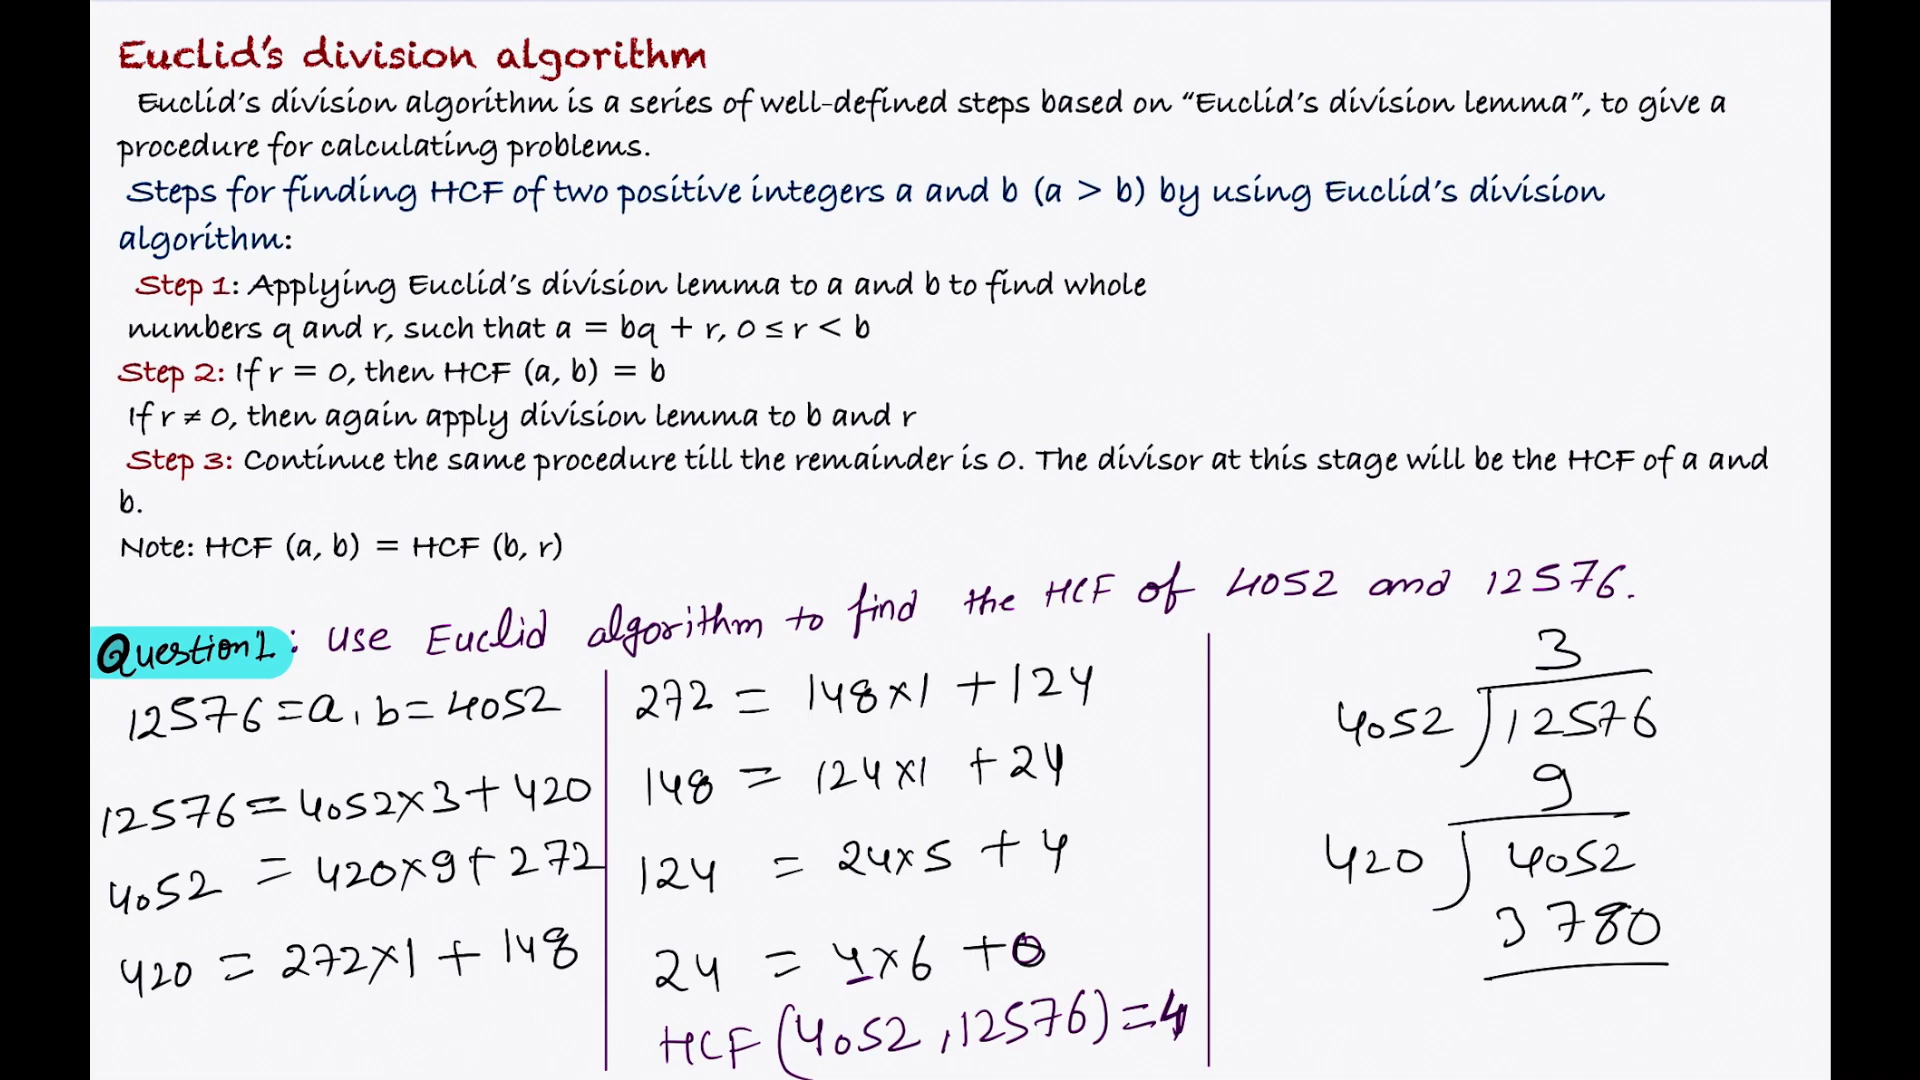 Euclid's division algorithm
Euclid's division algorithm is a series of well-defined steps based on “Euclid's division lemma”, to give a
procedure for calculating problems.
Steps for finding HCF of two positive integers a and b (a > b) by using Euclid's division
algorithm:
Step 1: Applying Euclid's division lemma to a and b to find whole
numbers q and r, such that a = bq + r, 0 ≤ r < b
Step 2: If r = 0, then HCF (a, b) = b
If r ≠ 0, then again apply division lemma to b and r
Step 3: Continue the same procedure till the remainder is 0. The divisor at this stage will be the HCF of a and
b.
Note: HCF (a, b) = HCF (b, r)
Question 1: use Euclid algorithm to find the HCF of 4052 and 12576.
12576 = a, b = 4052
12576 = 4052×3 + 420
4052 = 420×9 + 272
420 = 272×1 + 148
272 = 148×1 + 124
148 = 124×1 + 24
124 = 24×5 + 4
24 = 4×6 + 0
HCF (4052, 12576) = 4
3
4052 ) 12576
9
420 ) 4052
3780